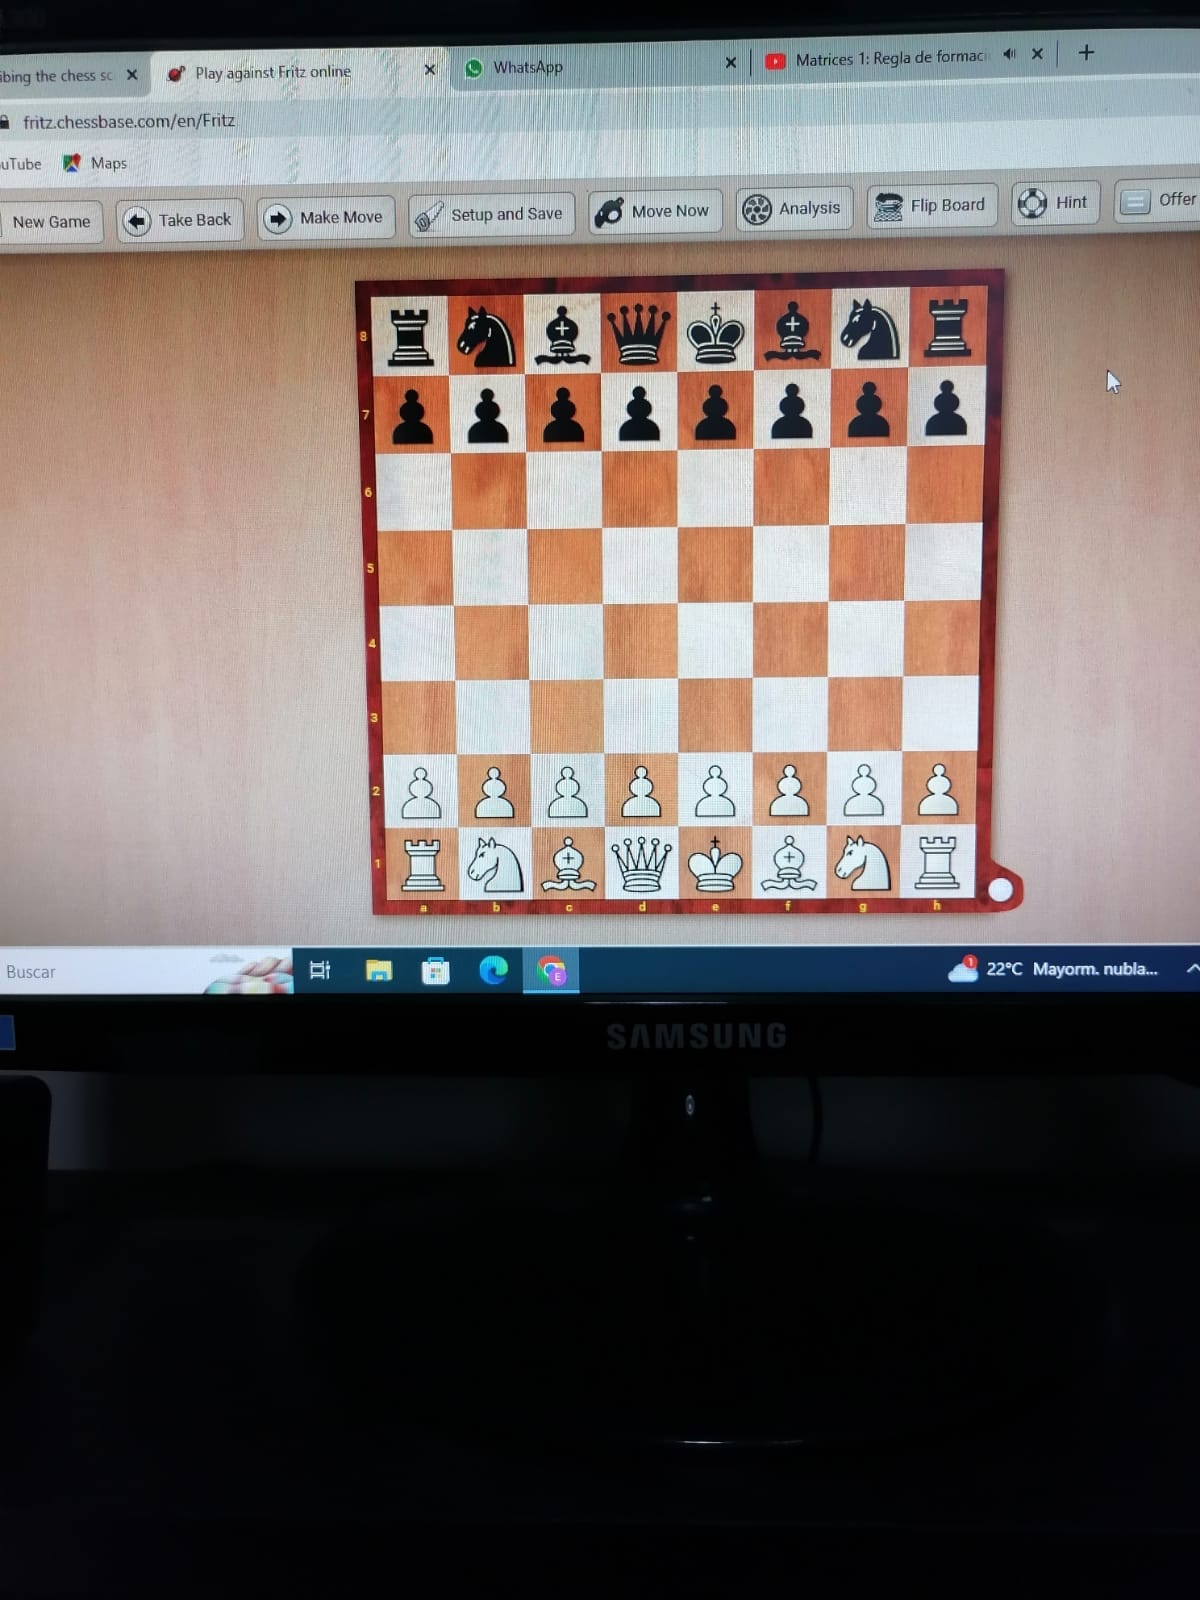 ibing the chess sc
Play against Fritz online
WhatsApp
Matrices 1: Regla de formaci
fritz.chessbase.com/en/Fritz
uTube
Maps
New Game
Take Back
Make Move
Setup and Save
Move Now
Analysis
Flip Board
Hint
Offer
8
7
6
5
4
3
2
1
a b c d e f g h
Buscar
E
1
22°C Mayorm. nubla...
SAMSUNG